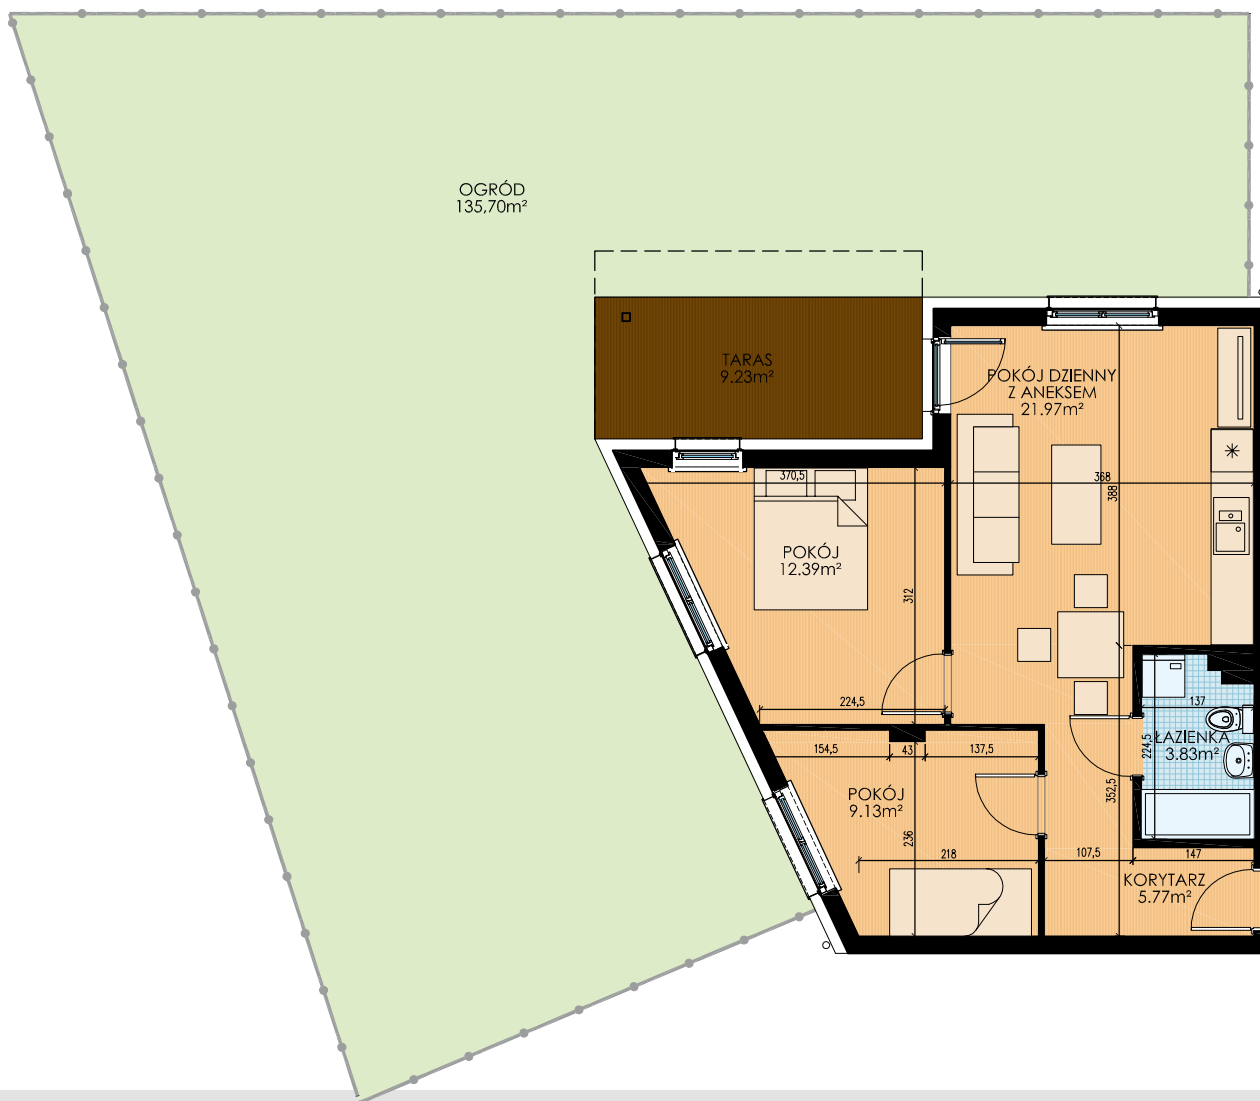 OGRÓD
135,70m²
TARAS
9.23m²
POKÓJ DZIENNY
Z ANEKSEM
21.97m²
370,5
368
388
POKÓJ
12.39m²
312
224,5
137
ŁAZIENKA
3.83m²
224,5
154,5
43
137,5
POKÓJ
9.13m²
236
352,5
218
107,5
147
KORYTARZ
5.77m²